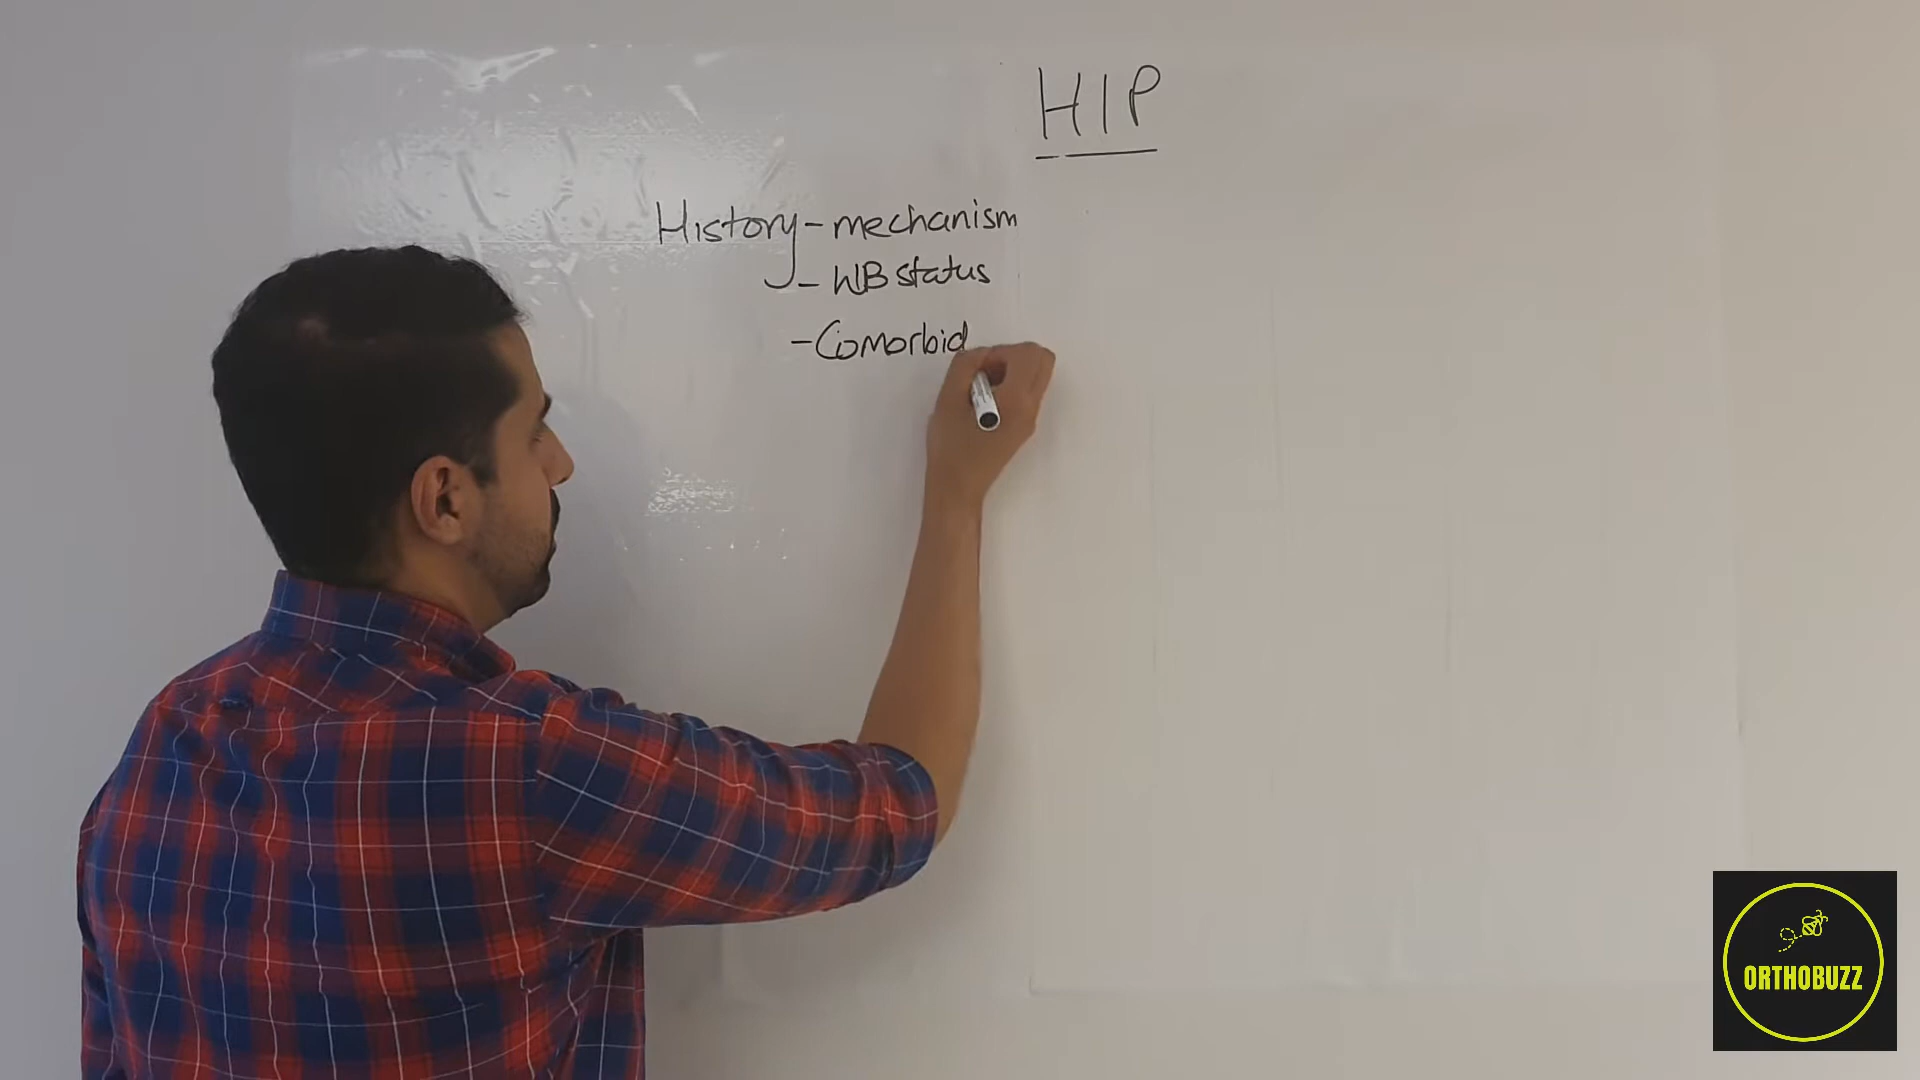 HIP
History - mechanism
- WB status
- Comorbid
ORTHOBUZZ